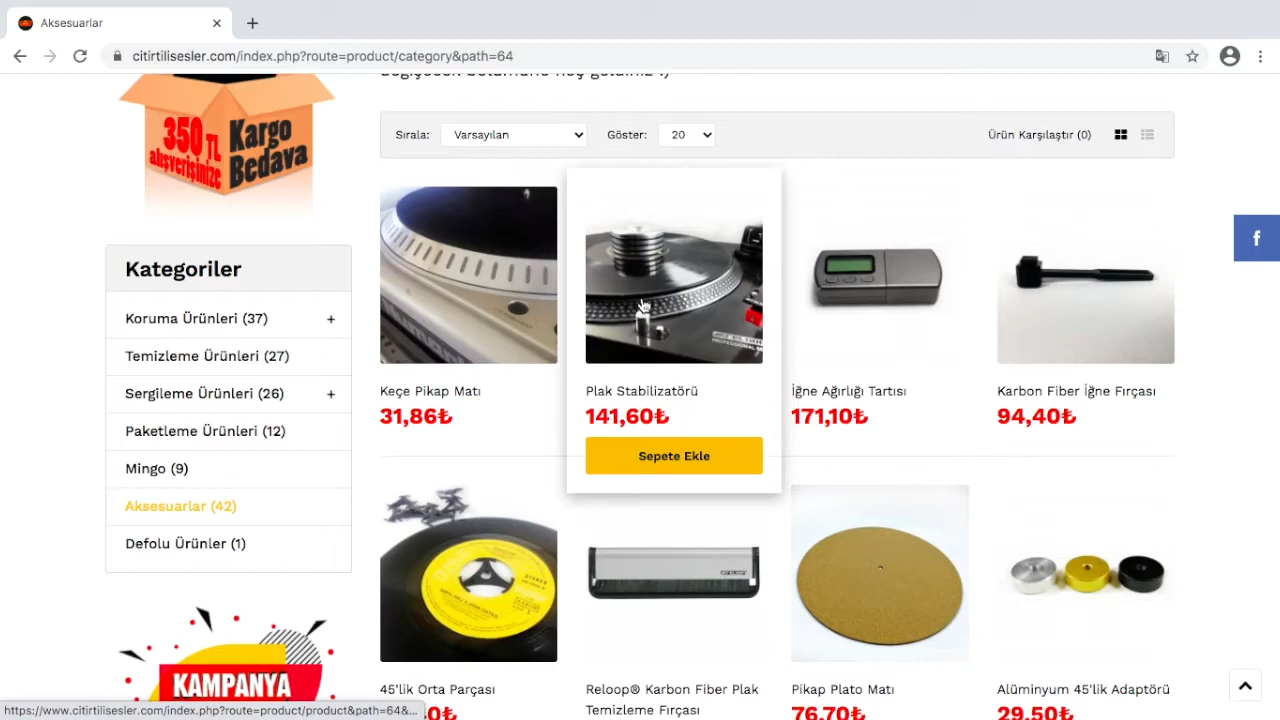 Aksesuarlar
citirtilisesler.com/index.php?route=product/category&path=64
350 TL
alışverişinize
Kargo
Bedava
Sırala:
Varsayılan
Göster:
20
Ürün Karşılaştır (0)
Kategoriler
Koruma Ürünleri (37)
+
Temizleme Ürünleri (27)
Sergileme Ürünleri (26)
+
Paketleme Ürünleri (12)
Mingo (9)
Aksesuarlar (42)
Defolu Ürünler (1)
KAMPANYA
Keçe Pikap Matı
31,86₺
Plak Stabilizatörü
141,60₺
Sepete Ekle
İğne Ağırlığı Tartısı
171,10₺
Karbon Fiber İğne Fırçası
94,40₺
45'lik Orta Parçası
Reloop® Karbon Fiber Plak
Temizleme Fırçası
Pikap Plato Matı
76,70₺
Alüminyum 45'lik Adaptörü
29,50₺
f
https://www.citirtilisesler.com/index.php?route=product/product&path=64&...